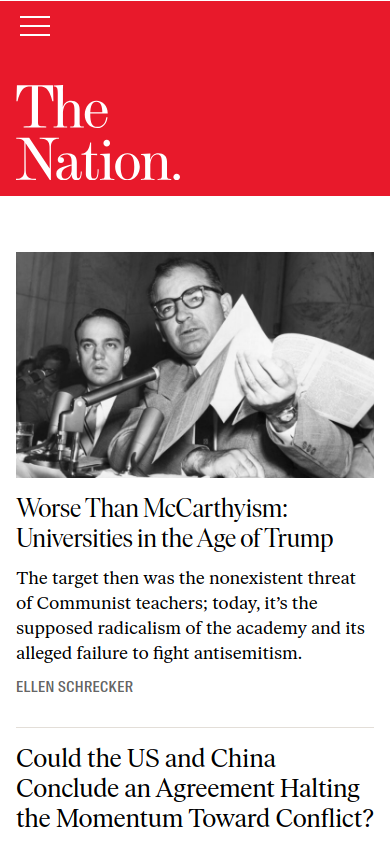 The
Nation.
Worse Than McCarthyism:
Universities in the Age of Trump
The target then was the nonexistent threat
of Communist teachers; today, it’s the
supposed radicalism of the academy and its
alleged failure to fight antisemitism.
ELLEN SCHRECKER
Could the US and China
Conclude an Agreement Halting
the Momentum Toward Conflict?